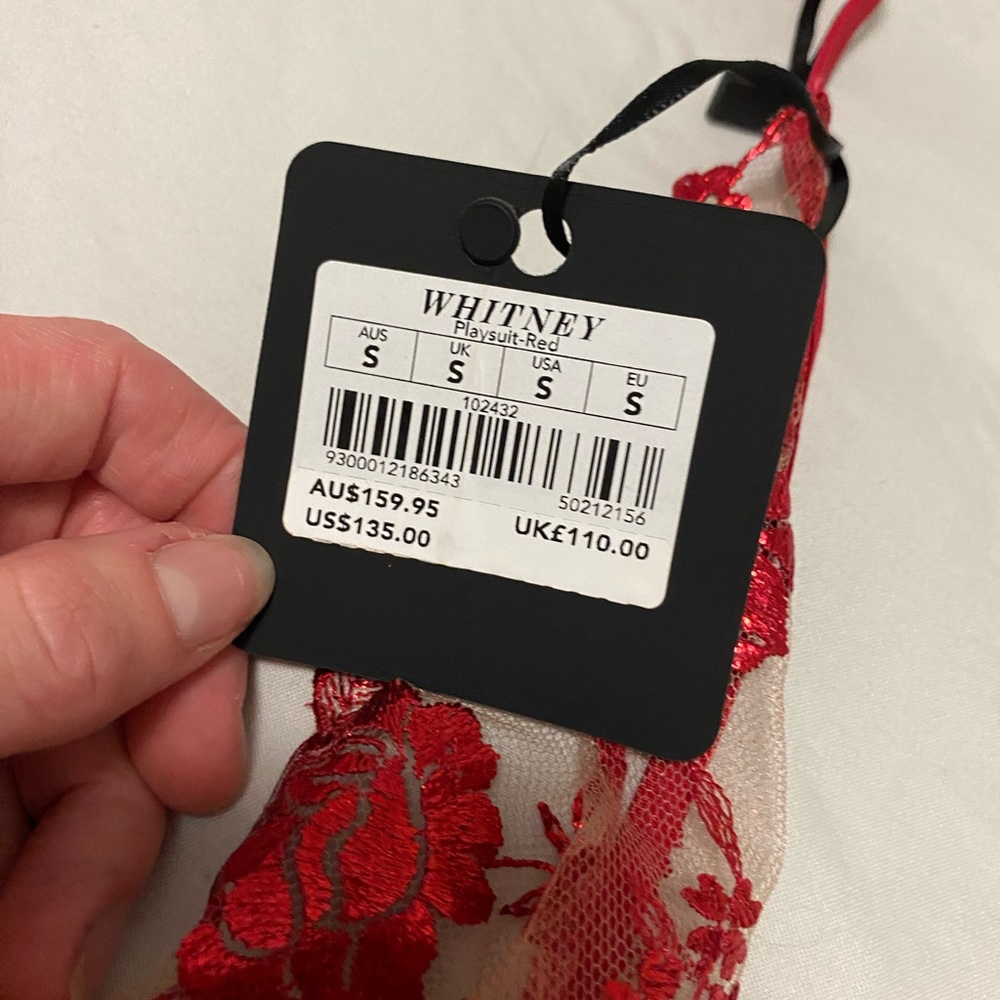 WHITNEY
Playsuit-Red
AUS UK USA EU
S S S S
102432
9300012186343 50212156
AU$159.95
US$135.00 UK£110.00